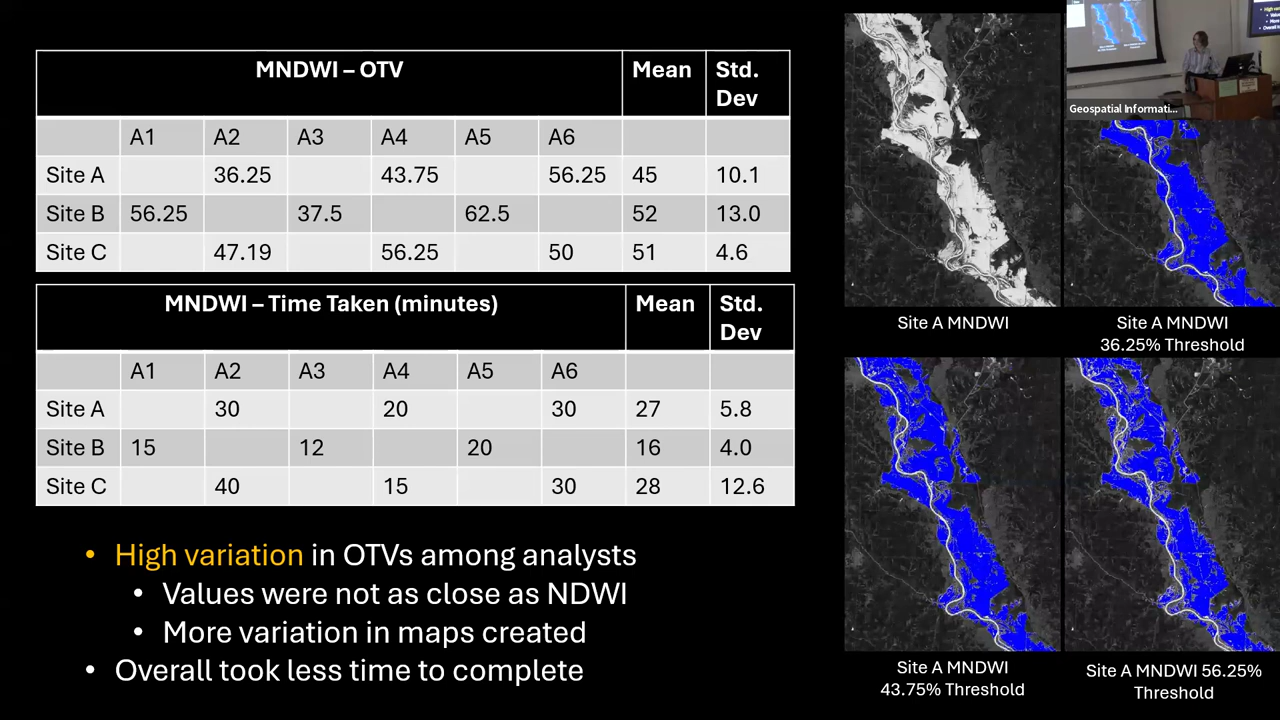 MNDWI – OTV Mean Std. Dev
A1 A2 A3 A4 A5 A6
Site A 36.25 43.75 56.25 45 10.1
Site B 56.25 37.5 62.5 52 13.0
Site C 47.19 56.25 50 51 4.6
MNDWI – Time Taken (minutes) Mean Std. Dev
A1 A2 A3 A4 A5 A6
Site A 30 20 30 27 5.8
Site B 15 12 20 16 4.0
Site C 40 15 30 28 12.6
• High variation in OTVs among analysts
• Values were not as close as NDWI
• More variation in maps created
• Overall took less time to complete
Geospatial Informati...
Site A MNDWI
Site A MNDWI
36.25% Threshold
Site A MNDWI
43.75% Threshold
Site A MNDWI 56.25%
Threshold